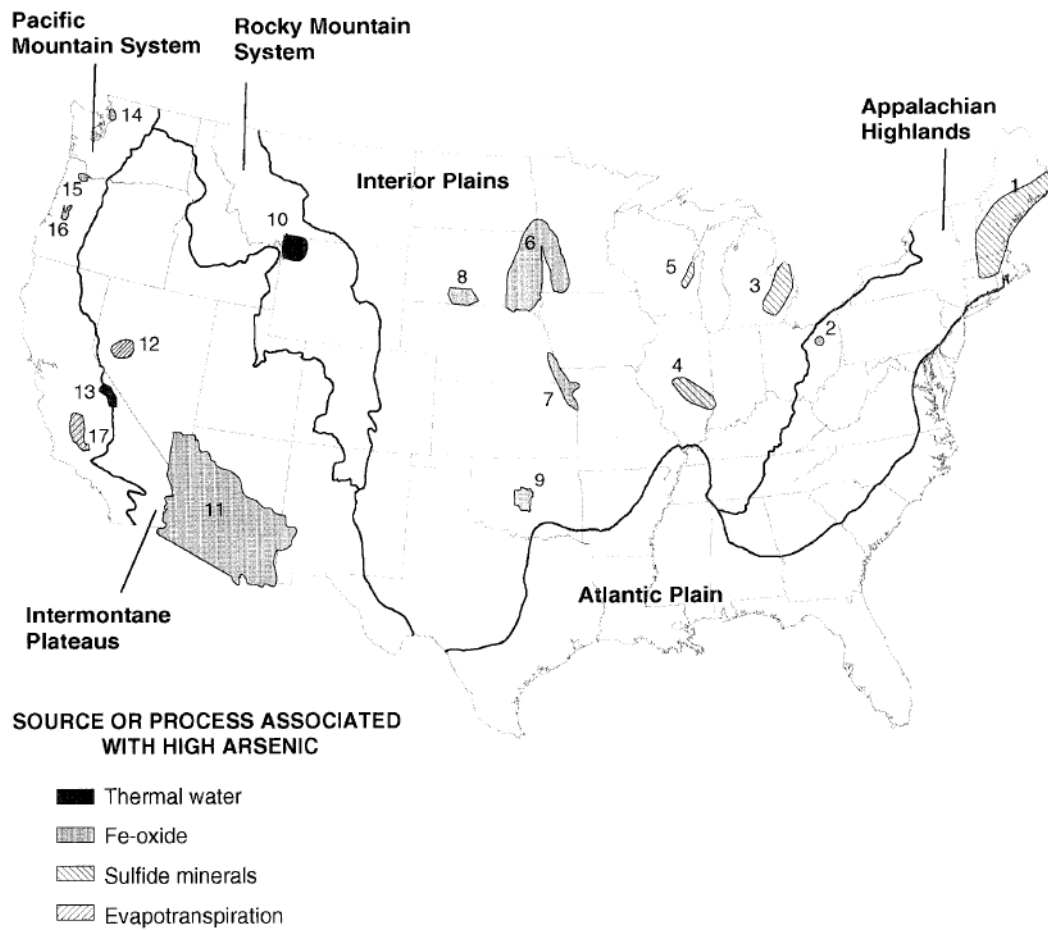 Pacific
Mountain System
Rocky Mountain
System
Appalachian
Highlands
Interior Plains
14
15
16
10
6
8
5
3
1
2
12
13
17
7
4
9
11
Atlantic Plain
Intermontane
Plateaus
SOURCE OR PROCESS ASSOCIATED
WITH HIGH ARSENIC
Thermal water
Fe-oxide
Sulfide minerals
Evapotranspiration